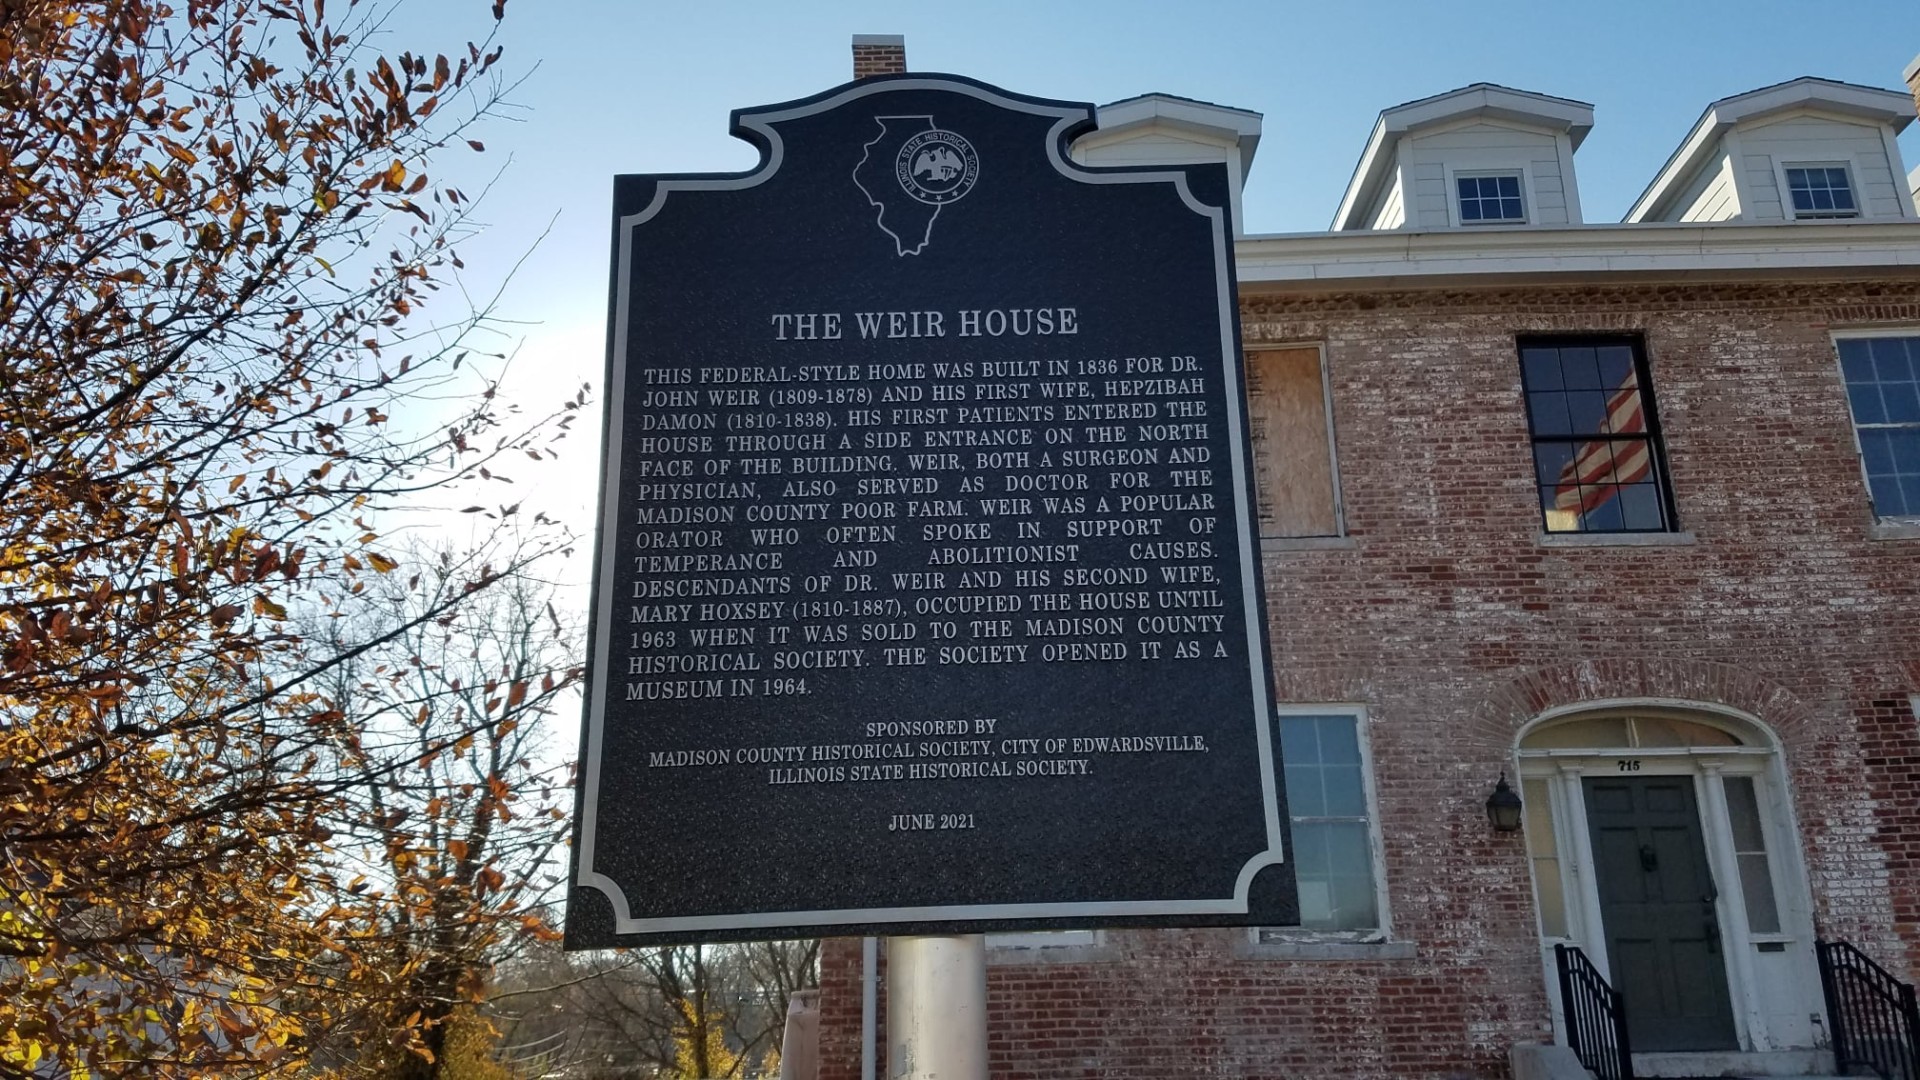 ILLINOIS STATE HISTORICAL SOCIETY
THE WEIR HOUSE
THIS FEDERAL-STYLE HOME WAS BUILT IN 1836 FOR DR.
JOHN WEIR (1809-1878) AND HIS FIRST WIFE, HEPZIBAH
DAMON (1810-1838). HIS FIRST PATIENTS ENTERED THE
HOUSE THROUGH A SIDE ENTRANCE ON THE NORTH
FACE OF THE BUILDING. WEIR, BOTH A SURGEON AND
PHYSICIAN, ALSO SERVED AS DOCTOR FOR THE
MADISON COUNTY POOR FARM. WEIR WAS A POPULAR
ORATOR WHO OFTEN SPOKE IN SUPPORT OF
TEMPERANCE AND ABOLITIONIST CAUSES.
DESCENDANTS OF DR. WEIR AND HIS SECOND WIFE,
MARY HOXSEY (1810-1887), OCCUPIED THE HOUSE UNTIL
1963 WHEN IT WAS SOLD TO THE MADISON COUNTY
HISTORICAL SOCIETY. THE SOCIETY OPENED IT AS A
MUSEUM IN 1964.
SPONSORED BY
MADISON COUNTY HISTORICAL SOCIETY, CITY OF EDWARDSVILLE,
ILLINOIS STATE HISTORICAL SOCIETY.
JUNE 2021
715